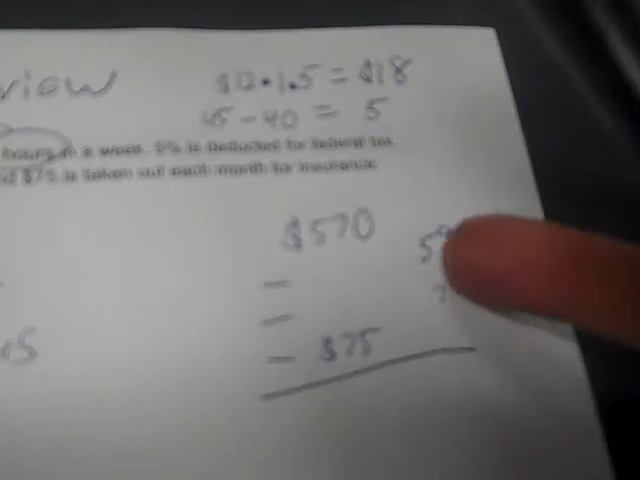 view
$12 · 1.5 = $18
45 - 40 = 5
hours in a week. 5% is deducted for federal tax
$75 is taken out each month for insurance
$570
-
-
- $75